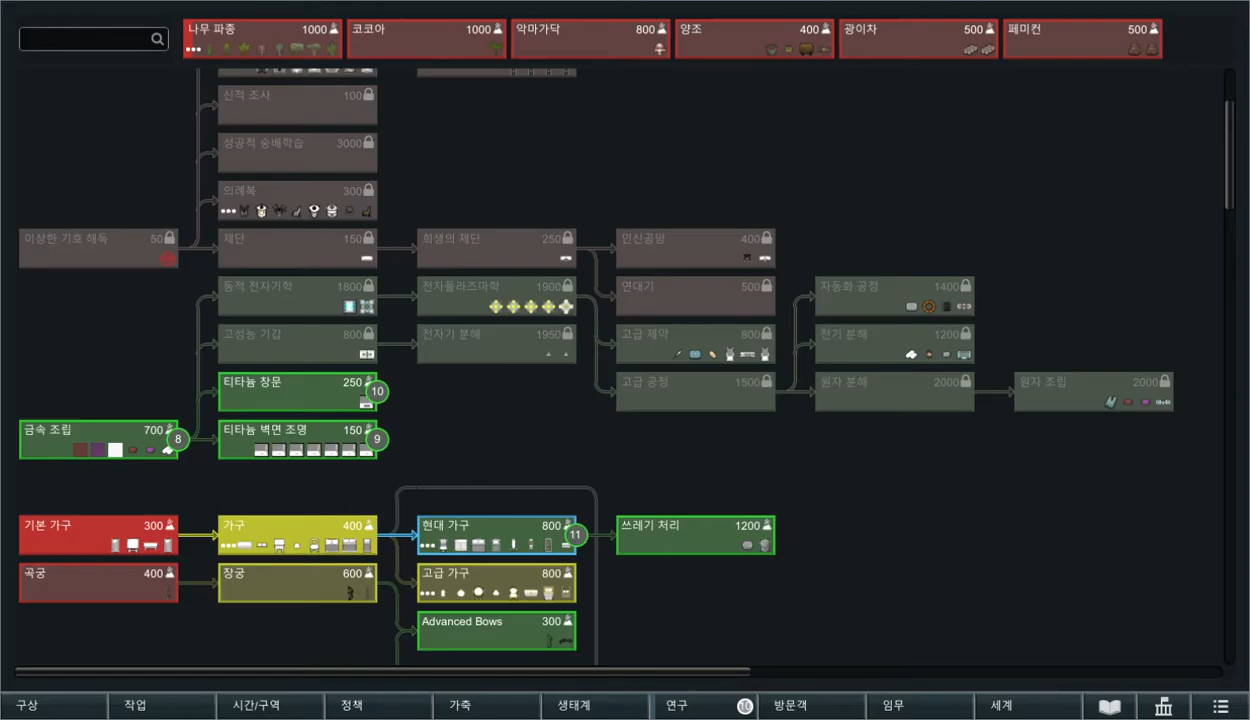 나무 파종 1000
코코아 1000
악마가닥 800
양조 400
광이차 500
페미컨 500
신적 조사 100
성공적 숭배학습 3000
의례복 300
이상한 기호 해독 50
제단 150
희생의 제단 250
인신공양 400
동적 전자기학 1800
전자플라즈마학 1900
연대기 500
자동화 공정 1400
고성능 기갑 800
전자기 분해 1950
고급 제약 800
전기 분해 1200
티타늄 창문 250
10
고급 공정 1500
원자 분해 2000
원자 조립 2000
금속 조립 700
8
티타늄 벽면 조명 150
9
기본 가구 300
가구 400
현대 가구 800
11
쓰레기 처리 1200
곡궁 400
장궁 600
고급 가구 800
Advanced Bows 300
구상
작업
시간/구역
정책
가축
생태계
연구
방문객
임무
세계